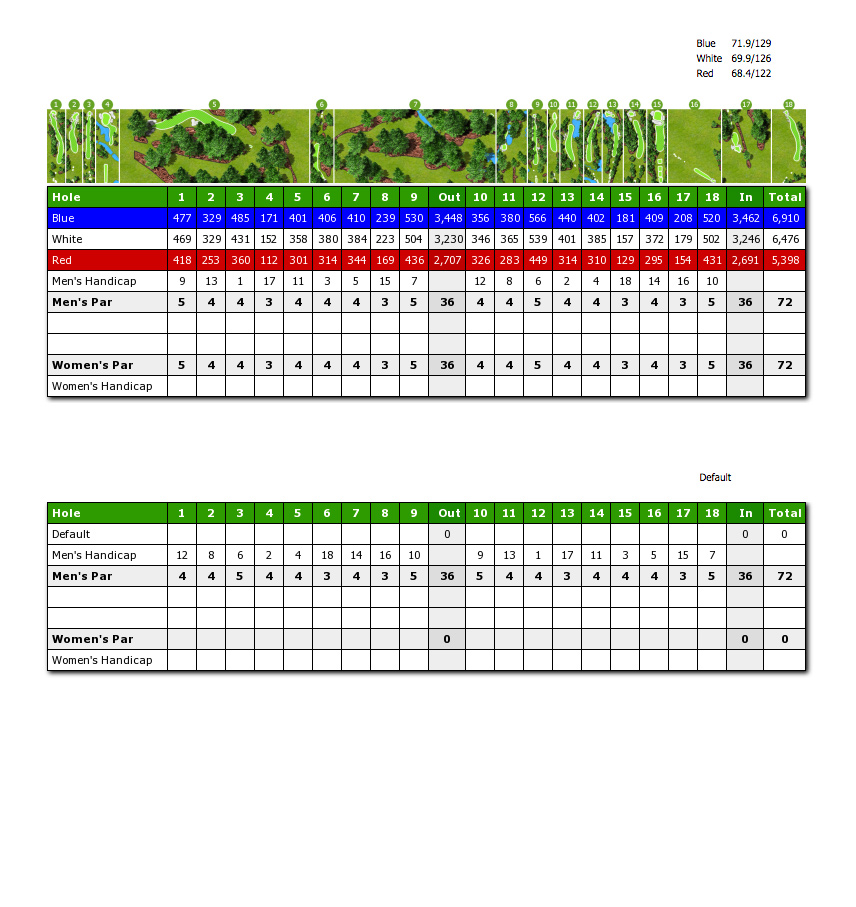 Blue 71.9/129
White 69.9/126
Red 68.4/122
1 2 3 4 5 6 7 8 9 10 11 12 13 14 15 16 17 18
Hole 1 2 3 4 5 6 7 8 9 Out 10 11 12 13 14 15 16 17 18 In Total
Blue 477 329 485 171 401 406 410 239 530 3,448 356 380 566 440 402 181 409 208 520 3,462 6,910
White 469 329 431 152 358 380 384 223 504 3,230 346 365 539 401 385 157 372 179 502 3,246 6,476
Red 418 253 360 112 301 314 344 169 436 2,707 326 283 449 314 310 129 295 154 431 2,691 5,398
Men's Handicap 9 13 1 17 11 3 5 15 7 12 8 6 2 4 18 14 16 10
Men's Par 5 4 4 3 4 4 4 3 5 36 4 4 5 4 4 3 4 3 5 36 72
Women's Par 5 4 4 3 4 4 4 3 5 36 4 4 5 4 4 3 4 3 5 36 72
Women's Handicap
Default
Hole 1 2 3 4 5 6 7 8 9 Out 10 11 12 13 14 15 16 17 18 In Total
Default 0 0 0
Men's Handicap 12 8 6 2 4 18 14 16 10 9 13 1 17 11 3 5 15 7
Men's Par 4 4 5 4 4 3 4 3 5 36 5 4 4 3 4 4 4 3 5 36 72
Women's Par 0 0 0
Women's Handicap